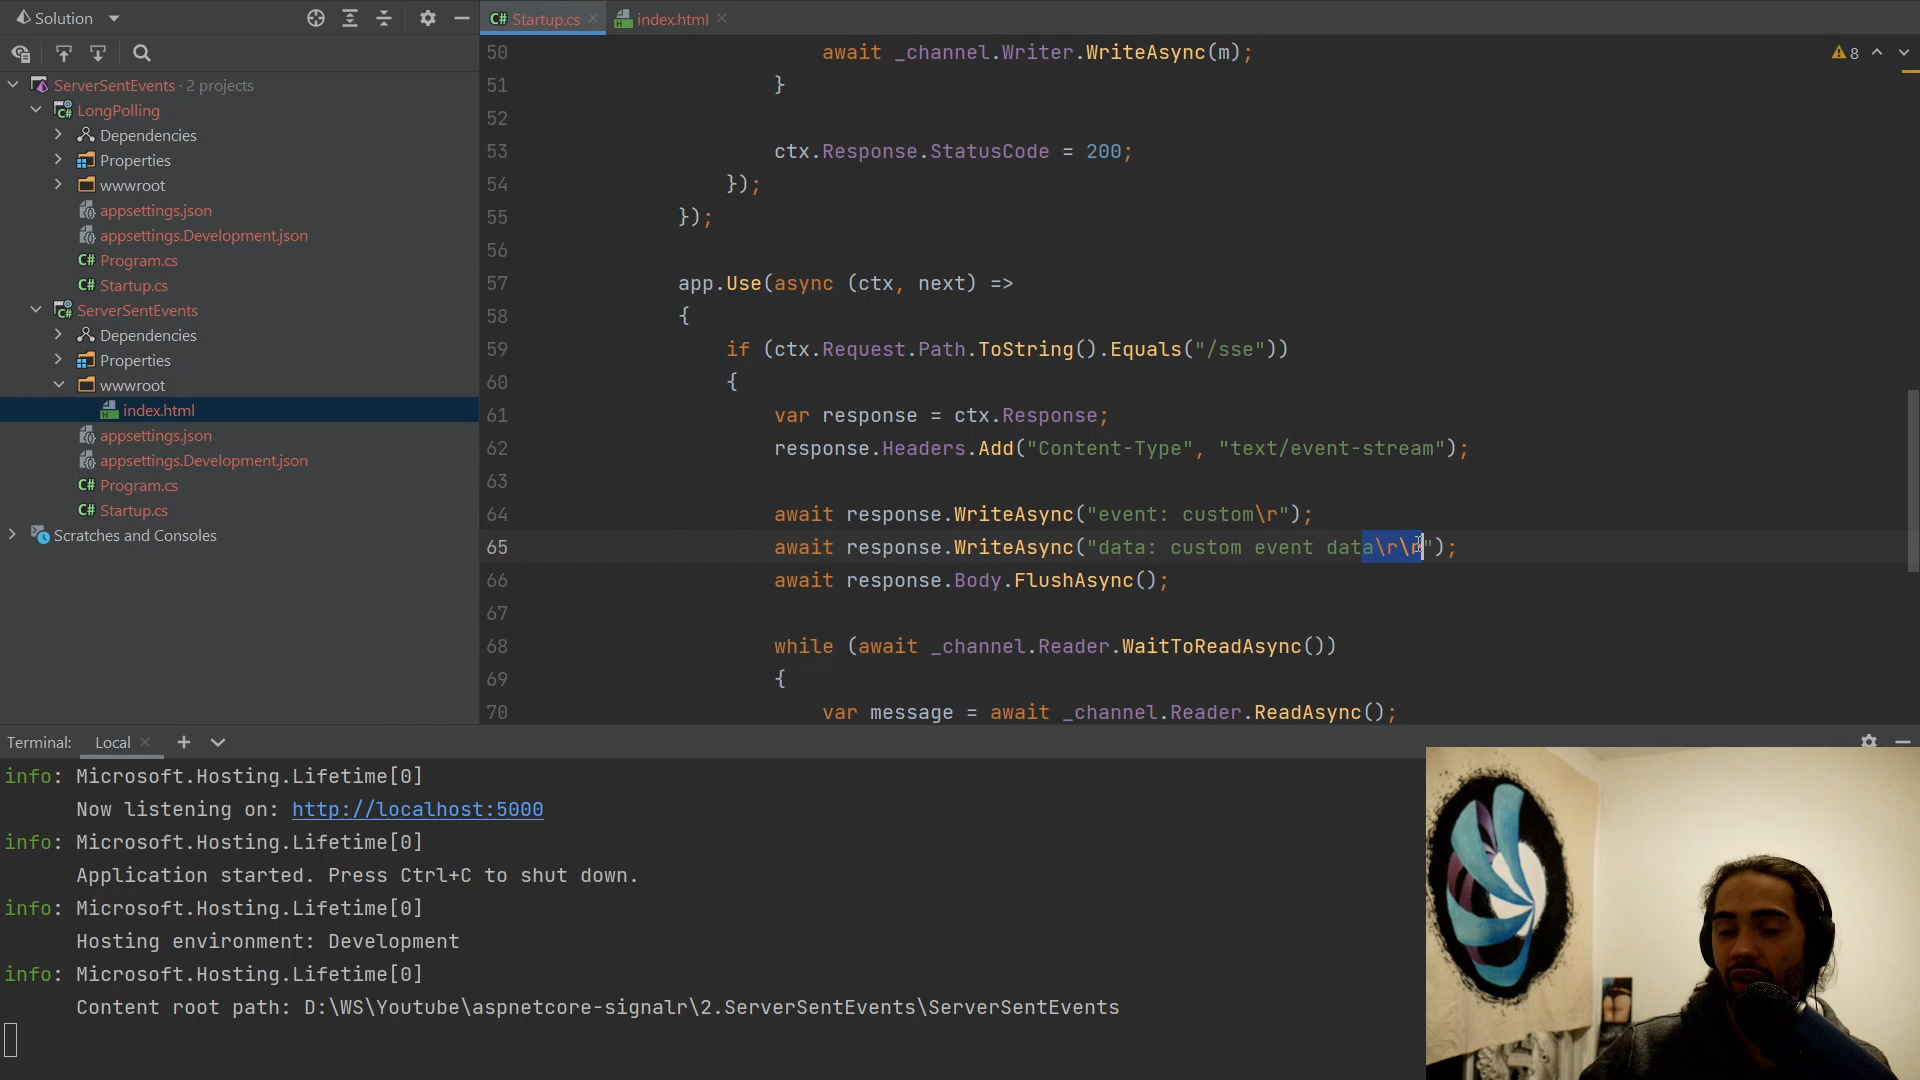 Solution
Startup.cs
index.html
ServerSentEvents · 2 projects
LongPolling
Dependencies
Properties
wwwroot
appsettings.json
appsettings.Development.json
C# Program.cs
C# Startup.cs
ServerSentEvents
Dependencies
Properties
wwwroot
index.html
appsettings.json
appsettings.Development.json
C# Program.cs
C# Startup.cs
Scratches and Consoles
8
50 await _channel.Writer.WriteAsync(m);
51 }
52
53 ctx.Response.StatusCode = 200;
54 });
55 });
56
57 app.Use(async (ctx, next) =>
58 {
59 if (ctx.Request.Path.ToString().Equals("/sse"))
60 {
61 var response = ctx.Response;
62 response.Headers.Add("Content-Type", "text/event-stream");
63
64 await response.WriteAsync("event: custom\r");
65 await response.WriteAsync("data: custom event data\r\r");
66 await response.Body.FlushAsync();
67
68 while (await _channel.Reader.WaitToReadAsync())
69 {
70 var message = await _channel.Reader.ReadAsync();
Terminal: Local
info: Microsoft.Hosting.Lifetime[0]
Now listening on: http://localhost:5000
info: Microsoft.Hosting.Lifetime[0]
Application started. Press Ctrl+C to shut down.
info: Microsoft.Hosting.Lifetime[0]
Hosting environment: Development
info: Microsoft.Hosting.Lifetime[0]
Content root path: D:\WS\Youtube\aspnetcore-signalr\2.ServerSentEvents\ServerSentEvents